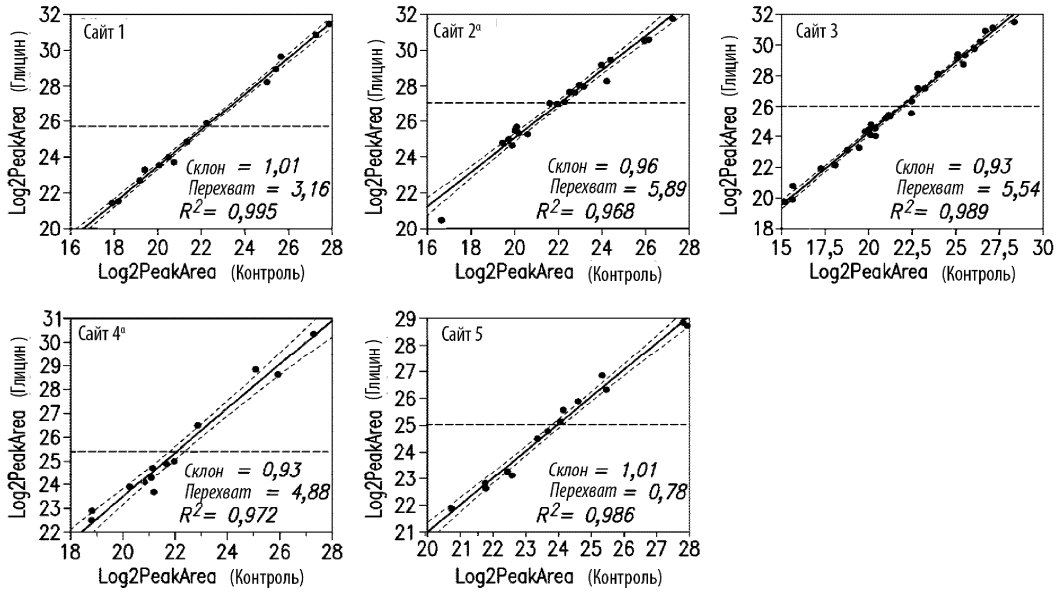 Сайт 1
Log2PeakArea (Глицин)
32
30
28
26
24
22
20
Склон = 1,01
Перехват = 3,16
R2= 0,995
16 18 20 22 24 26 28
Log2PeakArea (Контроль)
Сайт 2α
Log2PeakArea (Глицин)
32
30
28
26
24
22
20
Склон = 0,96
Перехват = 5,89
R2= 0,968
16 18 20 22 24 26 28
Log2PeakArea (Контроль)
Сайт 3
Log2PeakArea (Глицин)
32
30
28
26
24
22
20
18
Склон = 0,93
Перехват = 5,54
R2= 0,989
15 17,5 20 22,5 25 27,5 30
Log2PeakArea (Контроль)
Сайт 4α
Log2PeakArea (Глицин)
31
30
29
28
27
26
25
24
23
22
Склон = 0,93
Перехват = 4,88
R2= 0,972
18 20 22 24 26 28
Log2PeakArea (Контроль)
Сайт 5
Log2PeakArea (Глицин)
29
28
27
26
25
24
23
22
21
Склон = 1,01
Перехват = 0,78
R2= 0,986
20 21 22 23 24 25 26 27 28
Log2PeakArea (Контроль)